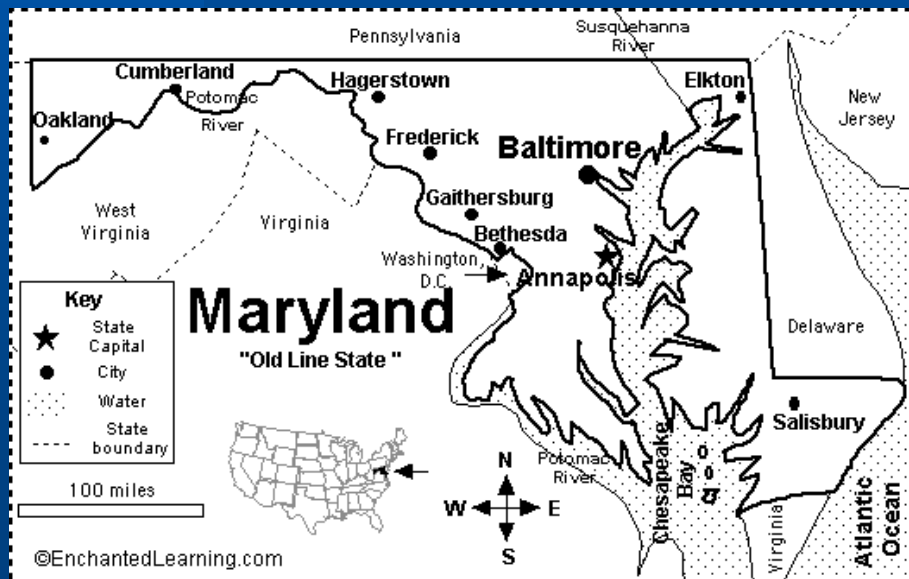 Pennsylvania
Susquehanna
River
Cumberland
Potomac
River
Hagerstown
Elkton
New
Jersey
Oakland
Frederick
Baltimore
West
Virginia
Virginia
Gaithersburg
Bethesda
Washington,
D.C.
Annapolis
Maryland
"Old Line State "
Delaware
Key
State
Capital
City
Water
State
boundary
Salisbury
100 miles
N
W
E
S
Potomac
River
Chesapeake
Bay
Virginia
Atlantic
Ocean
©EnchantedLearning.com